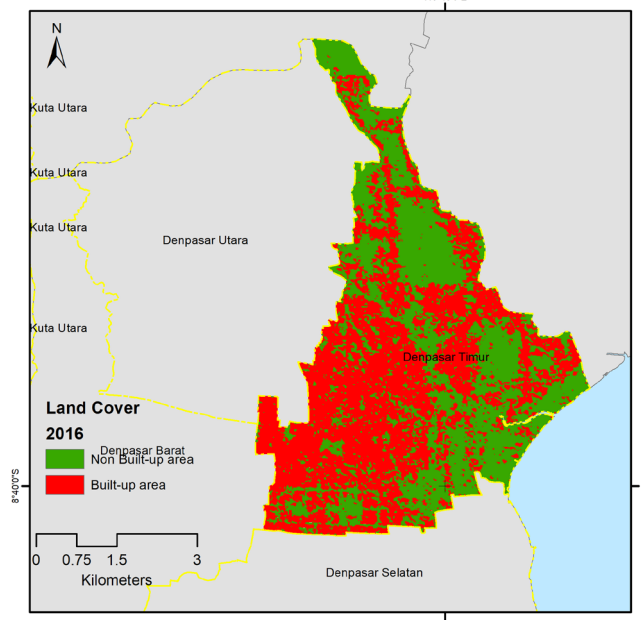 N
Kuta Utara
Kuta Utara
Kuta Utara
Denpasar Utara
Kuta Utara
Denpasar Timur
Land Cover
2016
Denpasar Barat
Non Built-up area
Built-up area
8°40'0"S
0 0.75 1.5 3
Kilometers
Denpasar Selatan